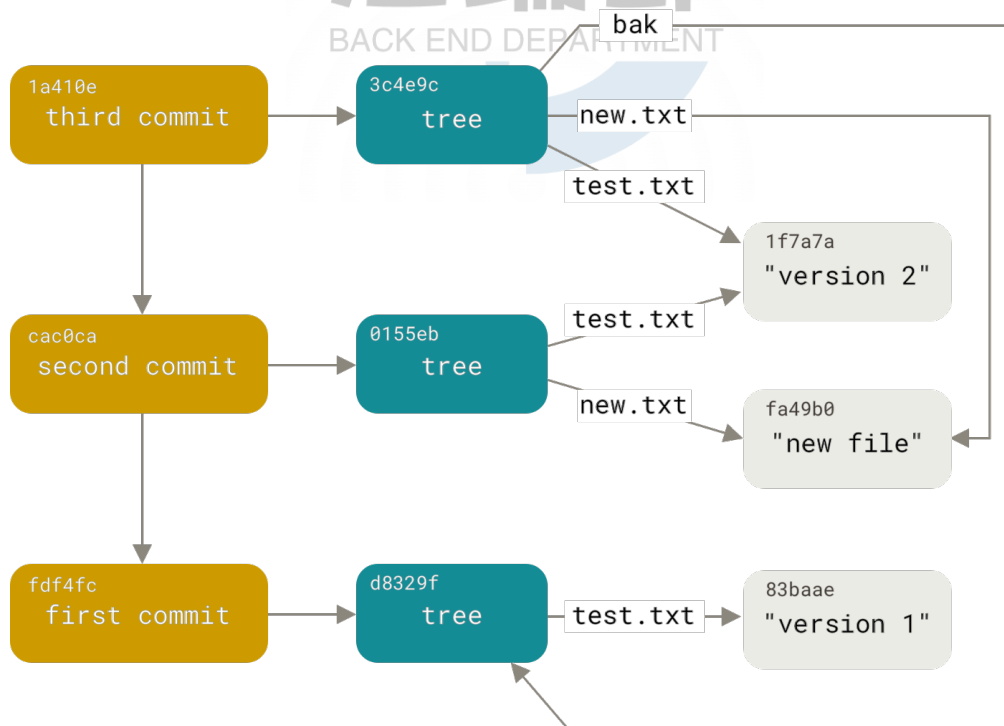 bak
BACK END DEPARTMENT
1a410e
third commit
3c4e9c
tree
new.txt
test.txt
1f7a7a
"version 2"
cac0ca
second commit
0155eb
tree
test.txt
new.txt
fa49b0
"new file"
fdf4fc
first commit
d8329f
tree
test.txt
83baae
"version 1"